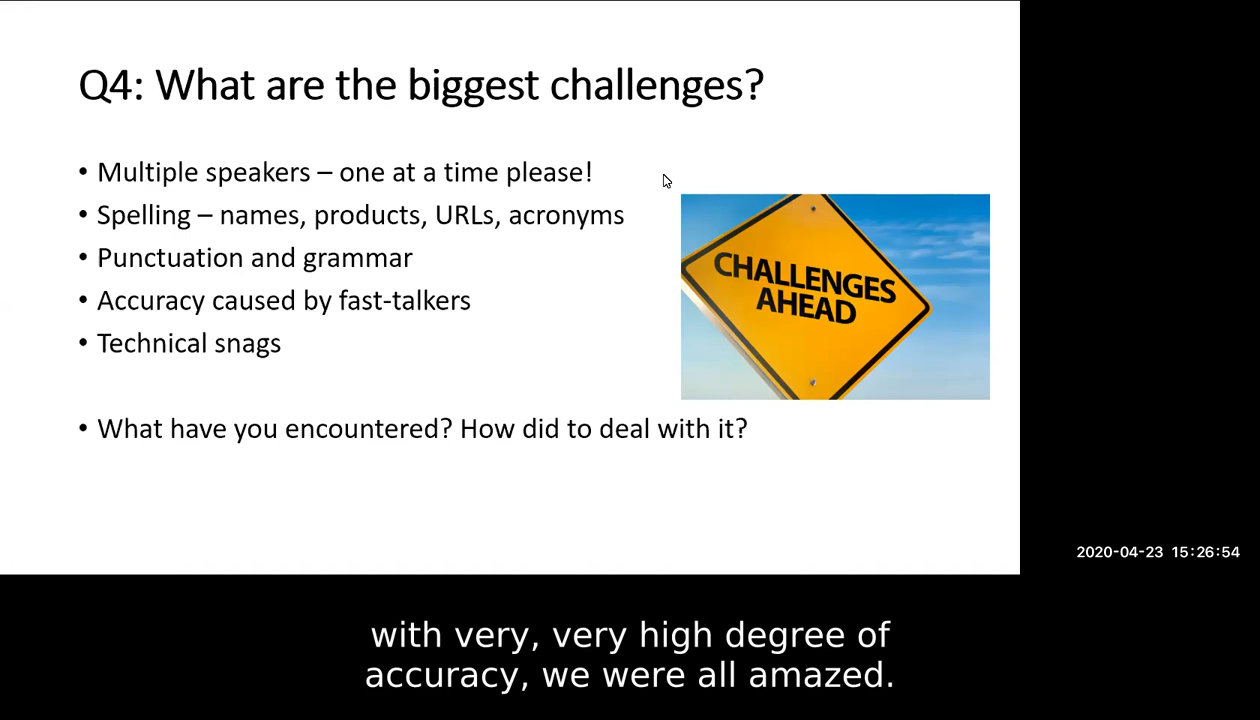 Q4: What are the biggest challenges?
• Multiple speakers – one at a time please!
• Spelling – names, products, URLs, acronyms
• Punctuation and grammar
• Accuracy caused by fast-talkers
• Technical snags
CHALLENGES
AHEAD
• What have you encountered? How did to deal with it?
2020-04-23 15:26:54
with very, very high degree of
accuracy, we were all amazed.